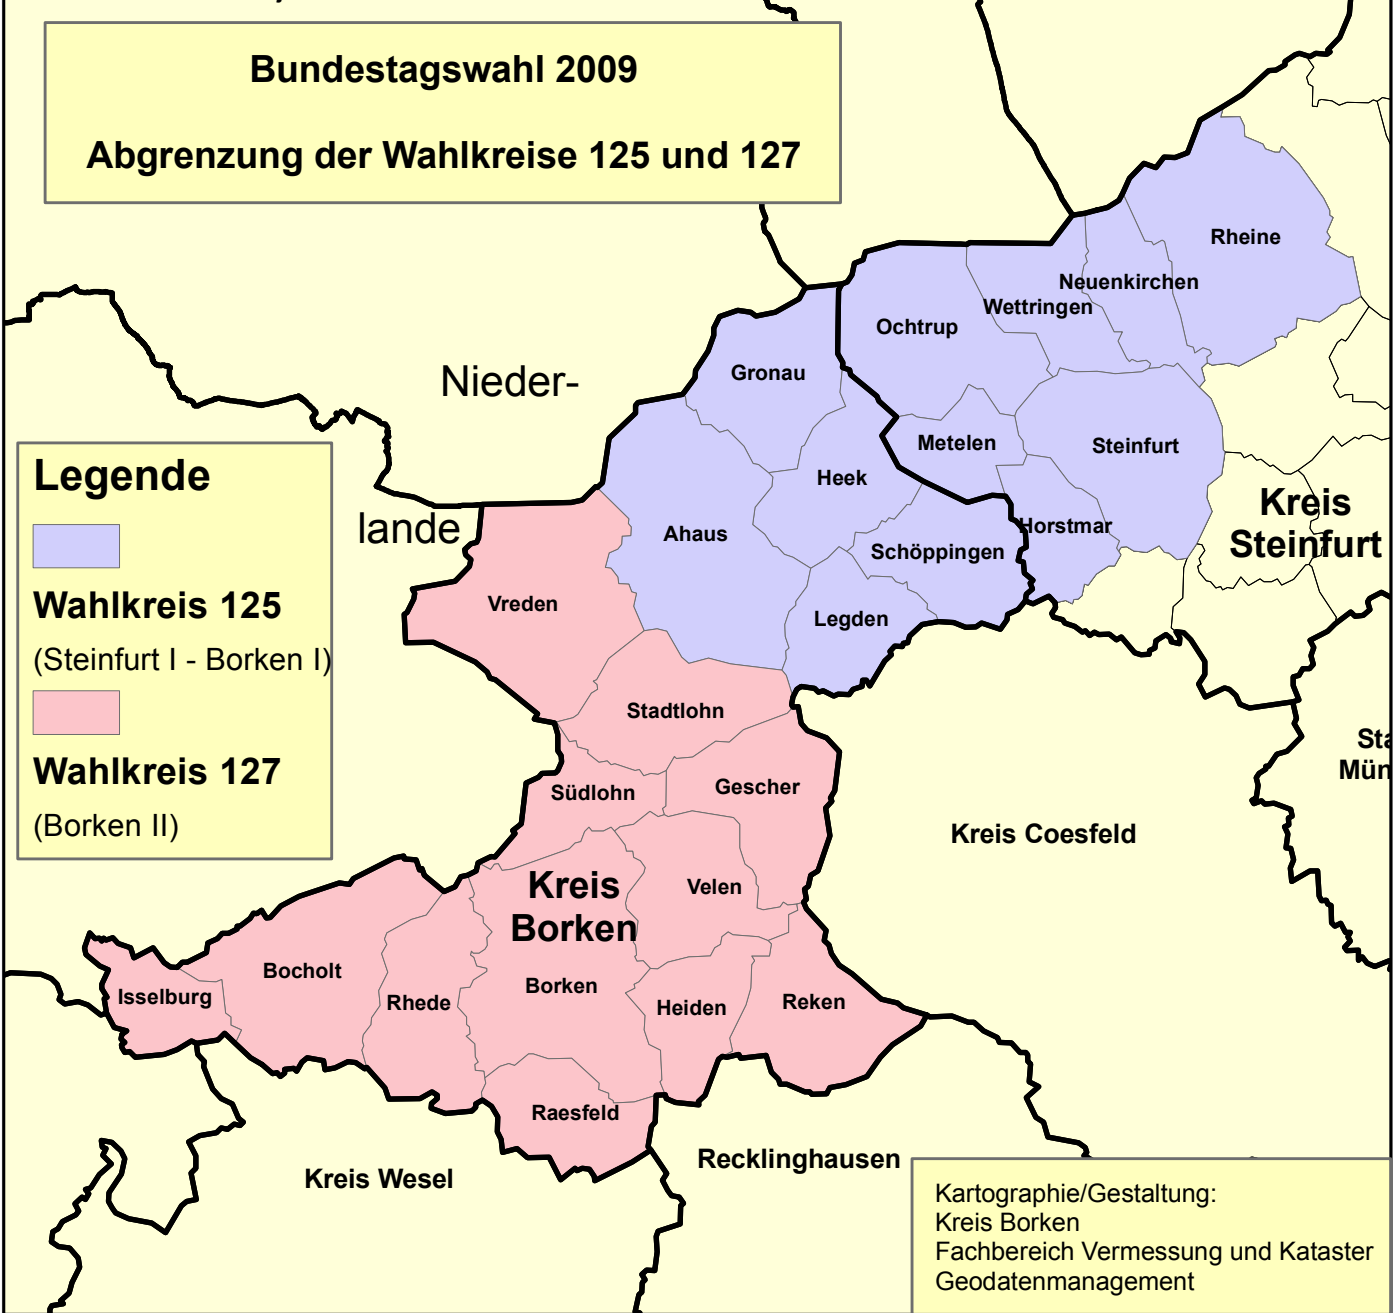 Bundestagswahl 2009
Abgrenzung der Wahlkreise 125 und 127
Rheine
Neuenkirchen
Wettringen
Ochtrup
Gronau
Nieder-
lande
Metelen
Steinfurt
Heek
Kreis
Steinfurt
Horstmar
Ahaus
Schöppingen
Legden
Legende
Wahlkreis 125
(Steinfurt I - Borken I)
Wahlkreis 127
(Borken II)
Vreden
Stadtlohn
Südlohn
Gescher
Kreis Coesfeld
Velen
Kreis
Borken
Borken
Bocholt
Isselburg
Rhede
Heiden
Reken
Raesfeld
Recklinghausen
Kreis Wesel
Kartographie/Gestaltung:
Kreis Borken
Fachbereich Vermessung und Kataster
Geodatenmanagement